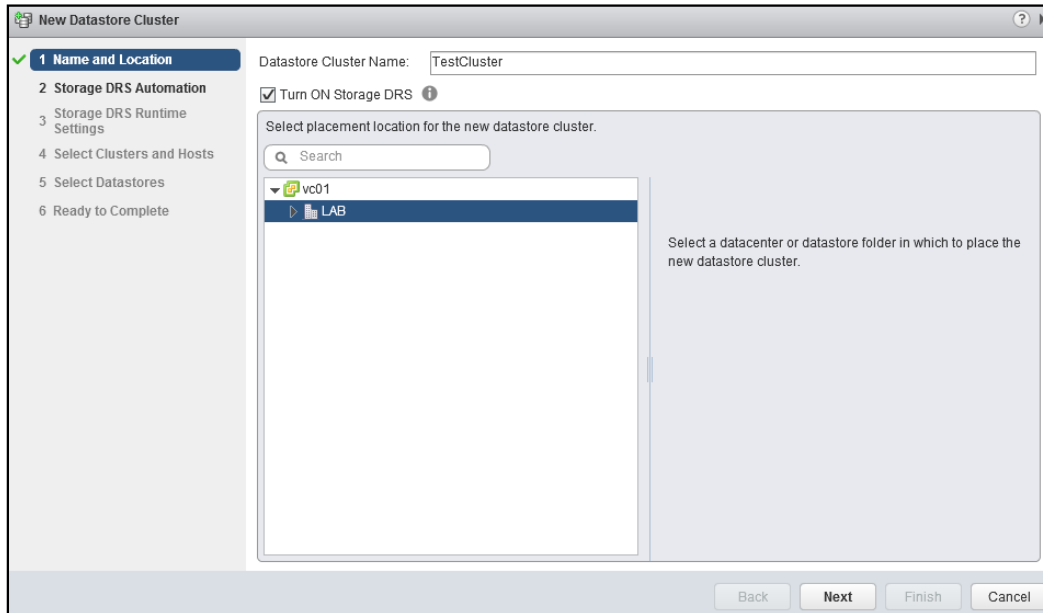 New Datastore Cluster
?
1 Name and Location
2 Storage DRS Automation
3 Storage DRS Runtime
Settings
4 Select Clusters and Hosts
5 Select Datastores
6 Ready to Complete
Datastore Cluster Name: TestCluster
Turn ON Storage DRS
Select placement location for the new datastore cluster.
Search
vc01
LAB
Select a datacenter or datastore folder in which to place the
new datastore cluster.
Back Next Finish Cancel